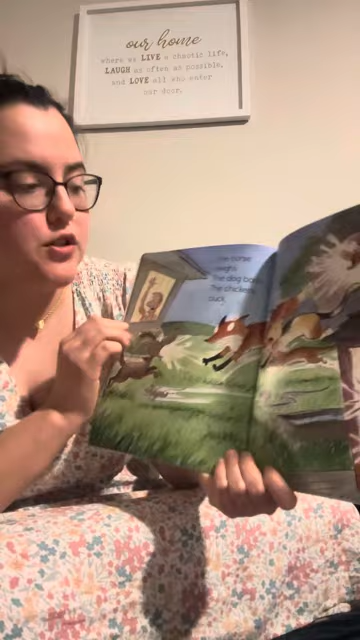 our home
where we LIVE a chaotic life,
LAUGH as often as possible,
and LOVE all who enter
our door.
The horse
neighs.
The dog
The chickens
cluck.